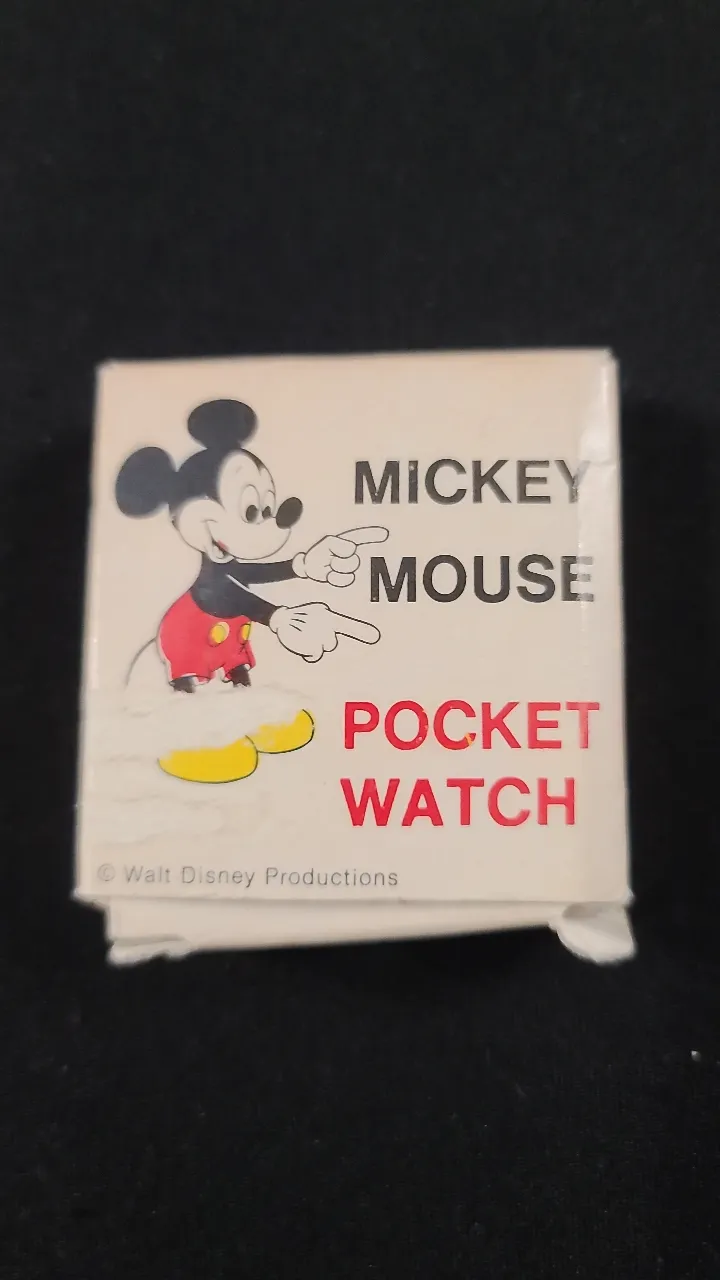 MICKEY
MOUSE
POCKET
WATCH
© Walt Disney Productions